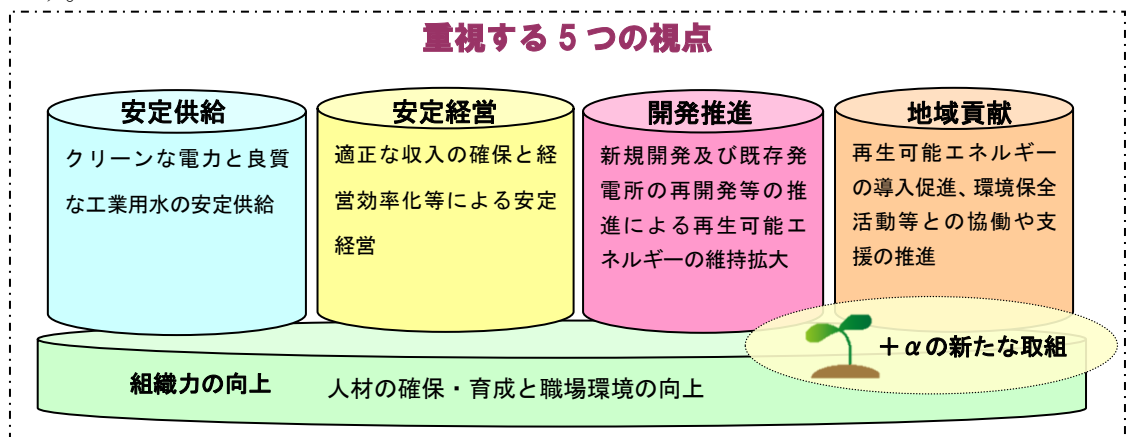 重視する5つの視点
安定供給
クリーンな電力と良質
な工業用水の安定供給
安定経営
適正な収入の確保と経
営効率化等による安定
経営
開発推進
新規開発及び既存発
電所の再開発等の推
進による再生可能エ
ネルギーの維持拡大
地域貢献
再生可能エネルギー
の導入促進、環境保全
活動等との協働や支
援の推進
＋αの新たな取組
組織力の向上 人材の確保・育成と職場環境の向上